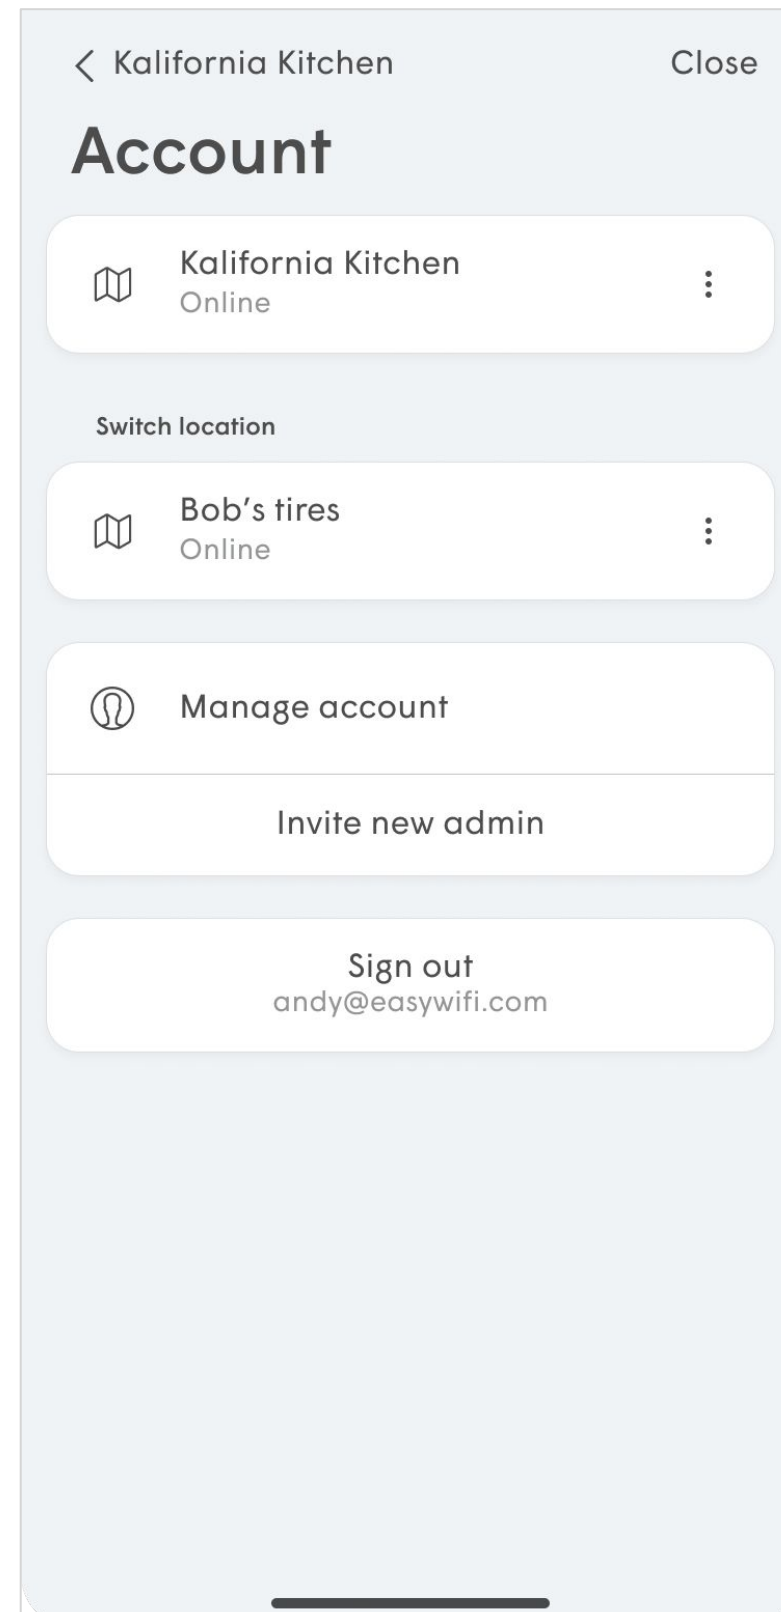 Kalifornia Kitchen Close
Account
Kalifornia Kitchen
Online
Switch location
Bob’s tires
Online
Manage account
Invite new admin
Sign out
andy@easywifi.com